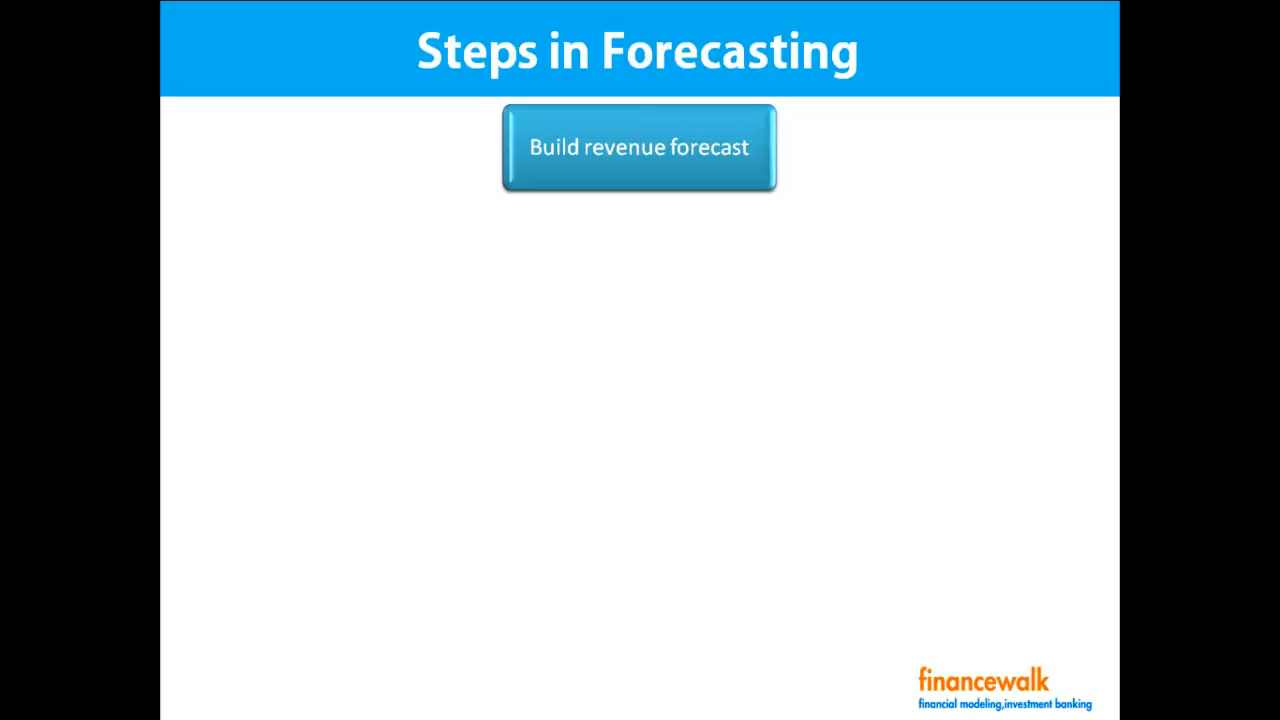 Steps in Forecasting
Build revenue forecast
financewalk
financial modeling,investment banking